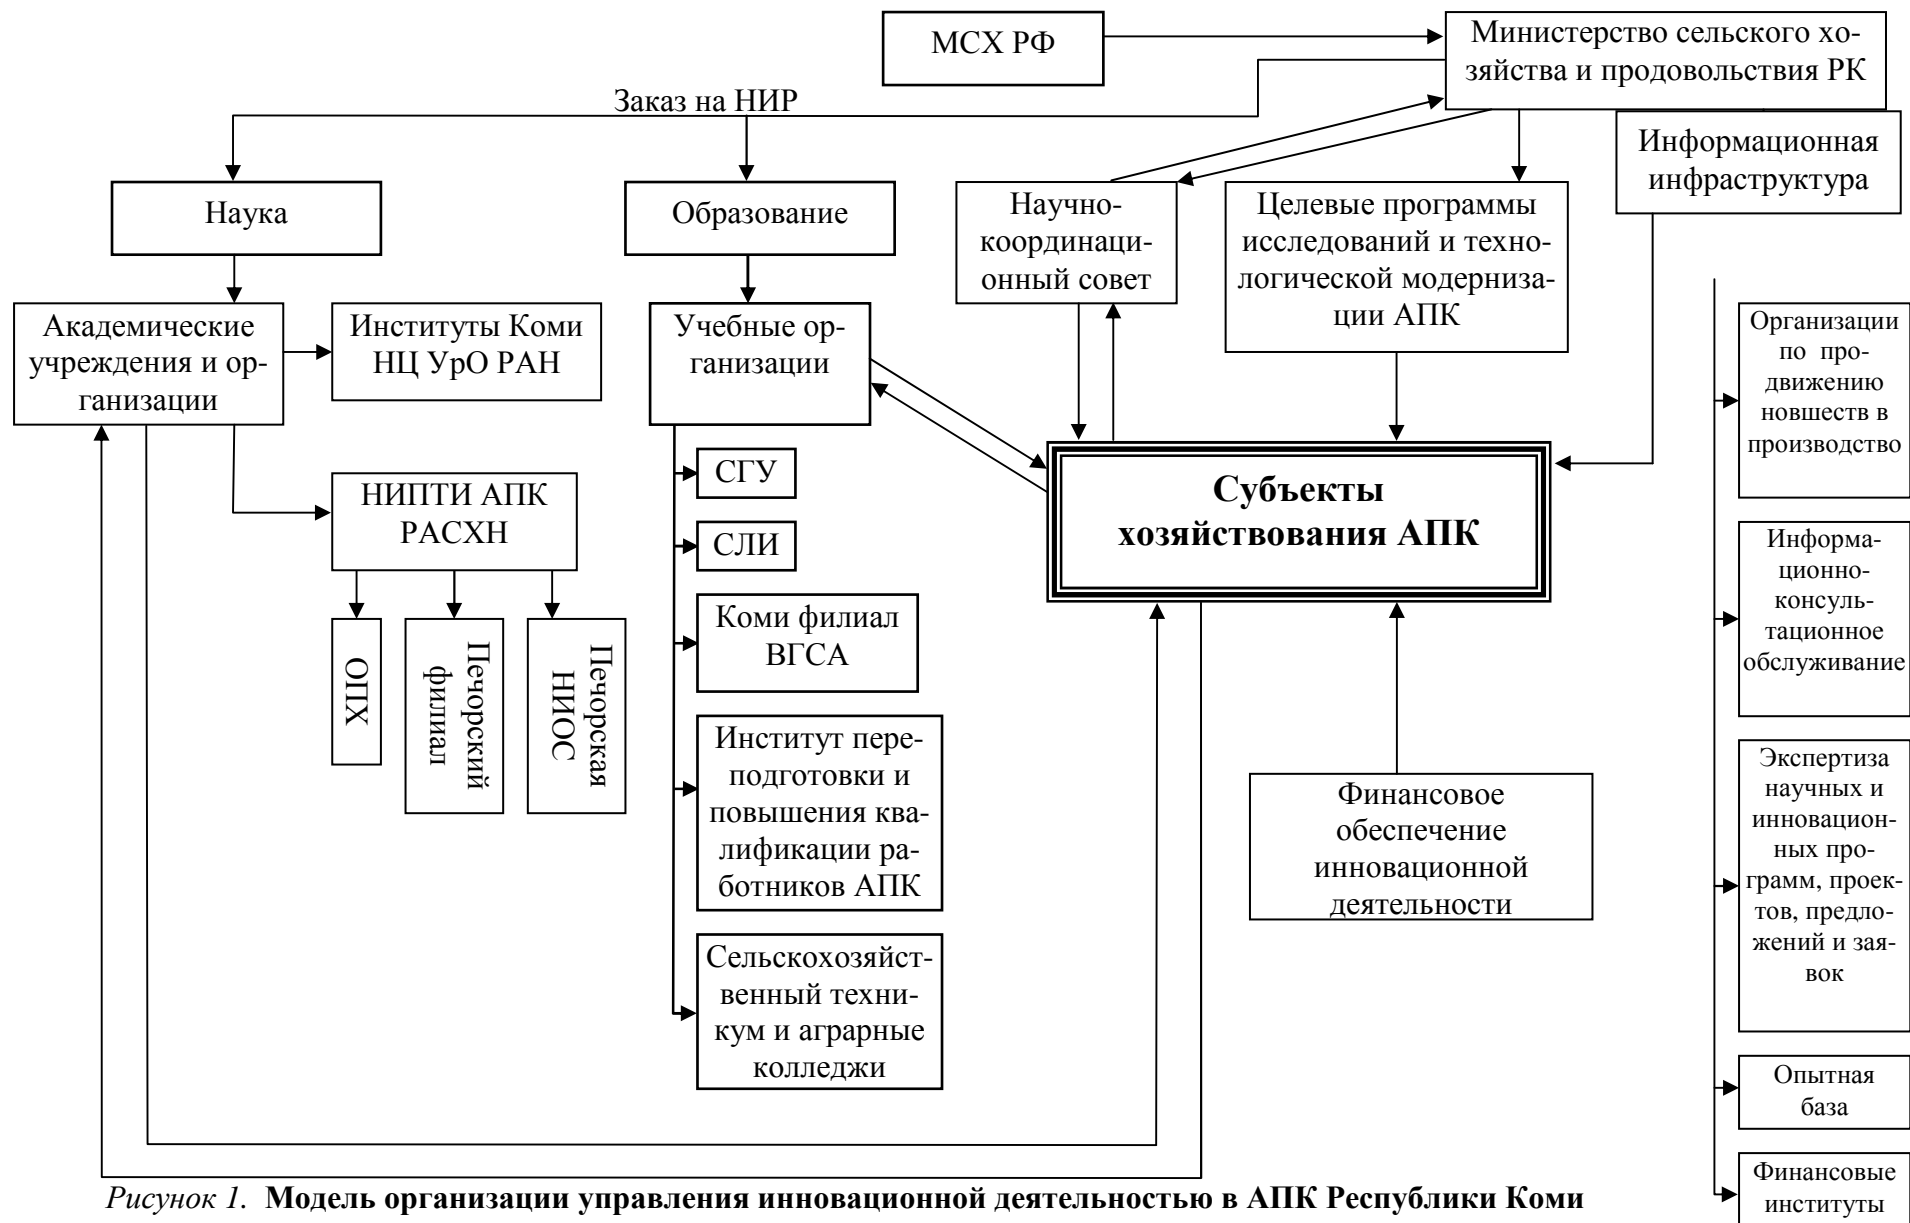 МСХ РФ
Министерство сельского хо-
зяйства и продовольствия РК
Заказ на НИР
Информационная
инфраструктура
Наука
Образование
Научно-
координаци-
онный совет
Целевые программы
исследований и техно-
логической модерниза-
ции АПК
Академические
учреждения и ор-
ганизации
Институты Коми
НЦ УрО РАН
Учебные ор-
ганизации
Организации
по про-
движению
новшеств в
производство
НИПТИ АПК
РАСХН
СГУ
СЛИ
Субъекты
хозяйствования АПК
Информа-
ционно-
консуль-
тационное
обслуживание
ОПХ
Печорский
филиал
Печорская
НИОС
Коми филиал
ВГСА
Институт пере-
подготовки и
повышения ква-
лификации ра-
ботников АПК
Финансовое
обеспечение
инновационной
деятельности
Экспертиза
научных и
инновацион-
ных про-
грамм, проек-
тов, предло-
жений и зая-
вок
Сельскохозяйст-
венный техни-
кум и аграрные
колледжи
Опытная
база
Финансовые
институты
Рисунок 1. Модель организации управления инновационной деятельностью в АПК Республики Коми